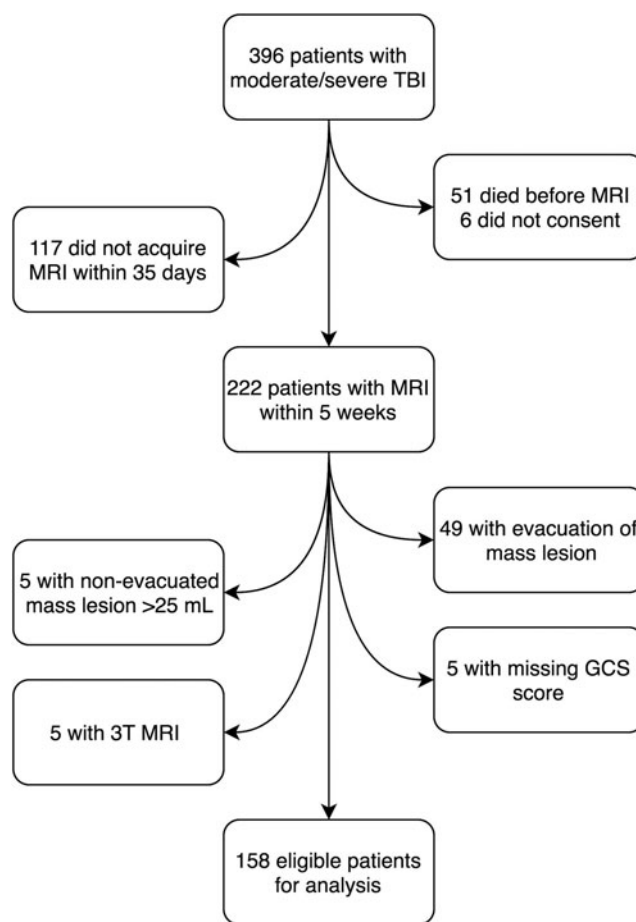 396 patients with
moderate/severe TBI
51 died before MRI
6 did not consent
117 did not acquire
MRI within 35 days
222 patients with MRI
within 5 weeks
49 with evacuation of
mass lesion
5 with non-evacuated
mass lesion >25 mL
5 with missing GCS
score
5 with 3T MRI
158 eligible patients
for analysis